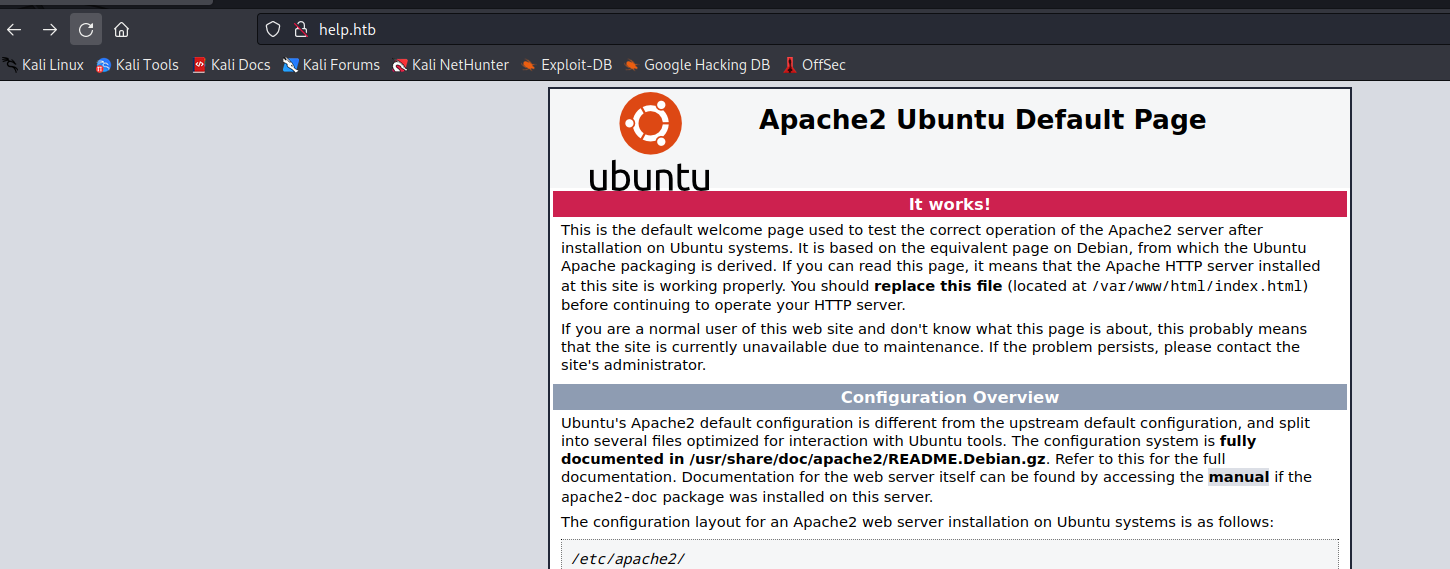 help.htb
Kali Linux Kali Tools Kali Docs Kali Forums Kali NetHunter Exploit-DB Google Hacking DB OffSec
ubuntu
Apache2 Ubuntu Default Page
It works!
This is the default welcome page used to test the correct operation of the Apache2 server after
installation on Ubuntu systems. It is based on the equivalent page on Debian, from which the Ubuntu
Apache packaging is derived. If you can read this page, it means that the Apache HTTP server installed
at this site is working properly. You should replace this file (located at /var/www/html/index.html)
before continuing to operate your HTTP server.
If you are a normal user of this web site and don't know what this page is about, this probably means
that the site is currently unavailable due to maintenance. If the problem persists, please contact the
site's administrator.
Configuration Overview
Ubuntu's Apache2 default configuration is different from the upstream default configuration, and split
into several files optimized for interaction with Ubuntu tools. The configuration system is fully
documented in /usr/share/doc/apache2/README.Debian.gz. Refer to this for the full
documentation. Documentation for the web server itself can be found by accessing the manual if the
apache2-doc package was installed on this server.
The configuration layout for an Apache2 web server installation on Ubuntu systems is as follows:
/etc/apache2/